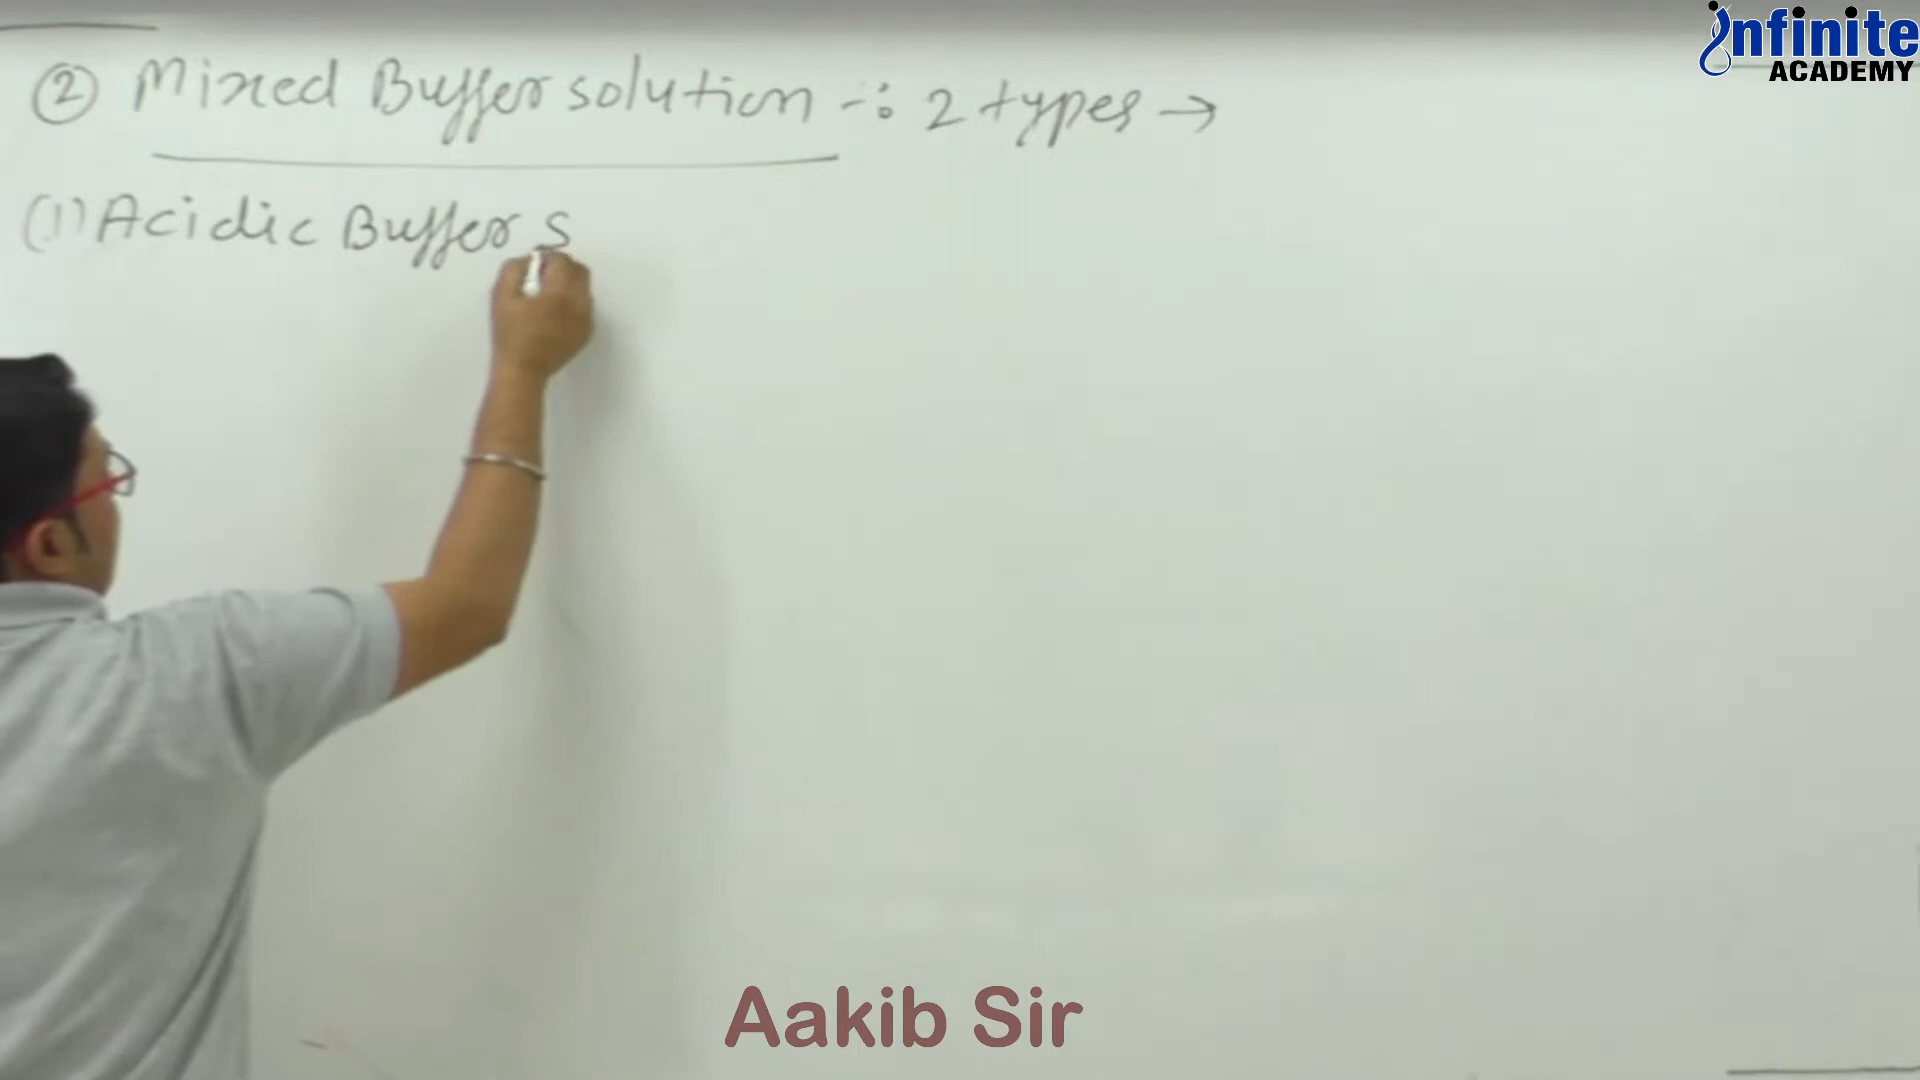 ② Mixed Buffer solution -: 2 types →
(1) Acidic Buffer S
infinite
ACADEMY
Aakib Sir